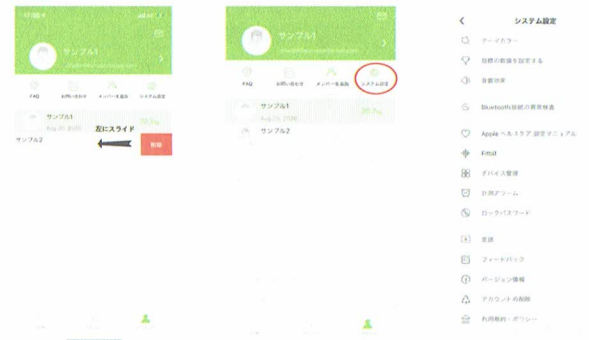 サンプル1
FAQ
お問い合わせ
メンバーを追加
システム設定
サンプル1
Aug 25, 2020
左にスライド
サンプル2
削除
サンプル1
FAQ
お問い合わせ
メンバーを追加
システム設定
サンプル1
サンプル2
システム設定
テーマカラー
目標の数値を設定する
音響効果
Bluetooth接続の異常検査
Apple ヘルスケア 設定マニュアル
Fitbit
デバイス管理
計測アラーム
ロックパスワード
言語
フィードバック
バージョン情報
アカウントの削除
利用規約・ポリシー